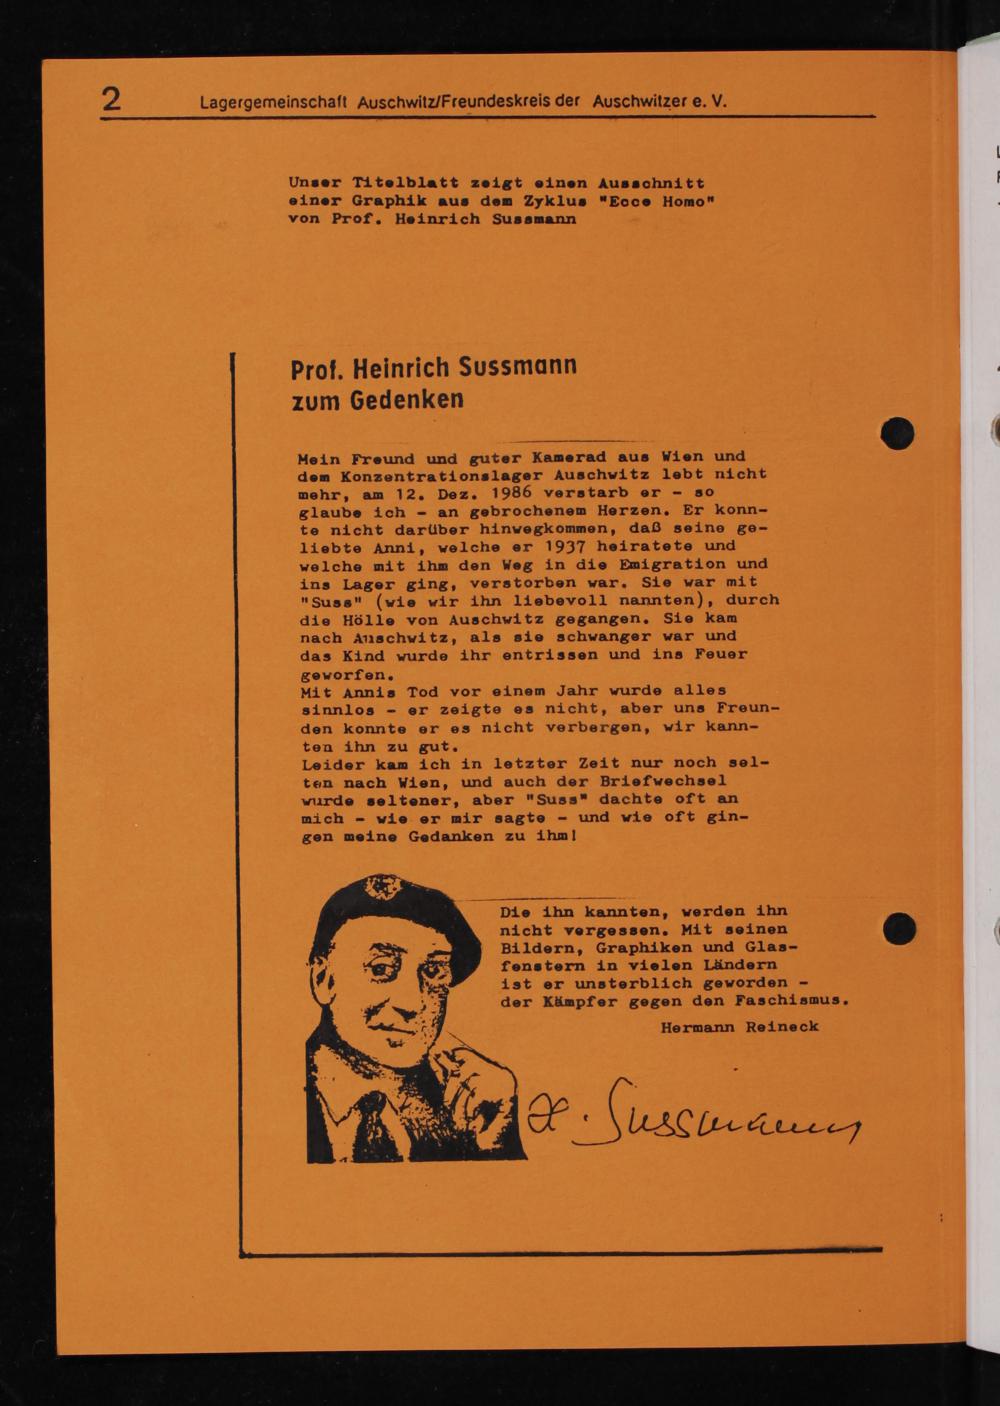 2
Lagergemeinschaft Auschwitz/Freundeskreis der Auschwitzer e. V.
Unser Titelblatt zeigt einen Ausschnitt
einer Graphik aus dem Zyklus "Ecce Homo"
von Prof. Heinrich Sussmann
Prof. Heinrich Sussmann
zum Gedenken
Mein Freund und guter Kamerad aus Wien und
dem Konzentrationslager Auschwitz lebt nicht
mehr, am 12. Dez. 1986 verstarb er - so
glaube ich - an gebrochenem Herzen. Er konn-
te nicht darüber hinwegkommen, daß seine ge-
liebte Anni, welche er 1937 heiratete und
welche mit ihm den Weg in die Emigration und
ins Lager ging, verstorben war. Sie war mit
"Suss" (wie wir ihn liebevoll nannten), durch
die Hölle von Auschwitz gegangen. Sie kam
nach Auschwitz, als sie schwanger war und
das Kind wurde ihr entrissen und ins Feuer
geworfen.
Mit Annis Tod vor einem Jahr wurde alles
sinnlos - er zeigte es nicht, aber uns Freun-
den konnte er es nicht verbergen, wir kann-
ten ihn zu gut.
Leider kam ich in letzter Zeit nur noch sel-
ten nach Wien, und auch der Briefwechsel
wurde seltener, aber "Suss" dachte oft an
mich - wie er mir sagte - und wie oft gin-
gen meine Gedanken zu ihm!
Die ihn kannten, werden ihn
nicht vergessen. Mit seinen
Bildern, Graphiken und Glas-
fenstern in vielen Ländern
ist er unsterblich geworden -
der Kämpfer gegen den Faschismus.
Hermann Reineck
H. Sussmann